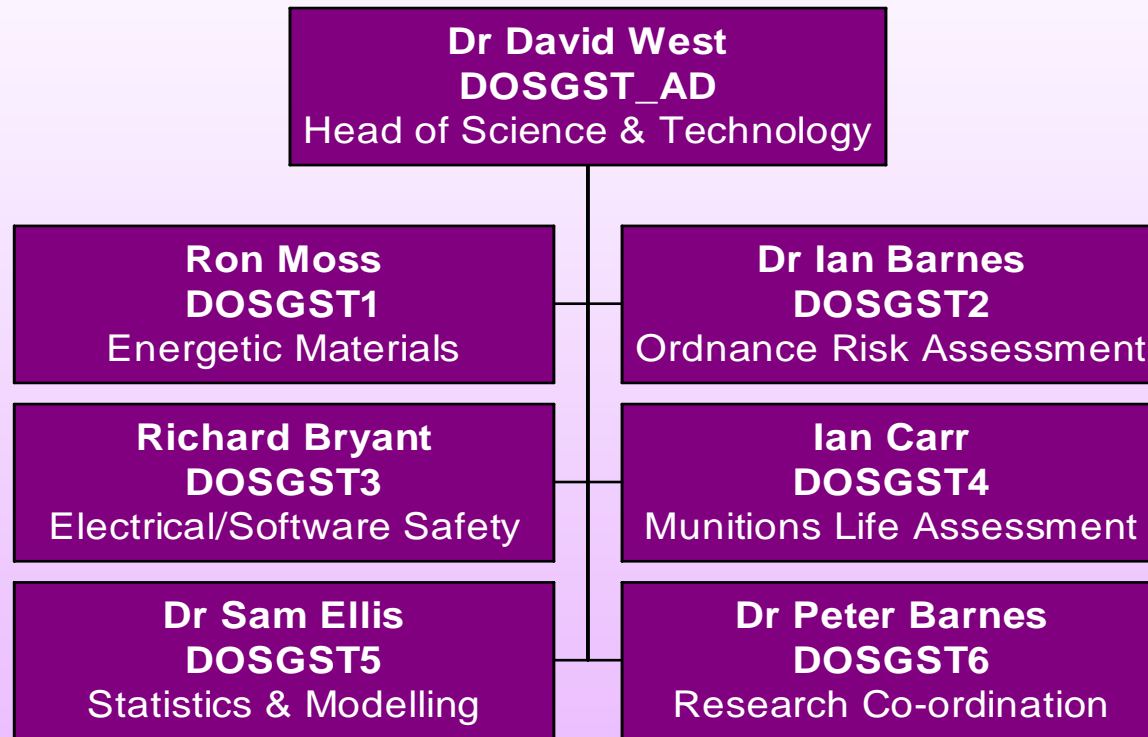 Dr David West
DOSGST_AD
Head of Science & Technology
Ron Moss
DOSGST1
Energetic Materials
Dr Ian Barnes
DOSGST2
Ordnance Risk Assessment
Richard Bryant
DOSGST3
Electrical/Software Safety
Ian Carr
DOSGST4
Munitions Life Assessment
Dr Sam Ellis
DOSGST5
Statistics & Modelling
Dr Peter Barnes
DOSGST6
Research Co-ordination